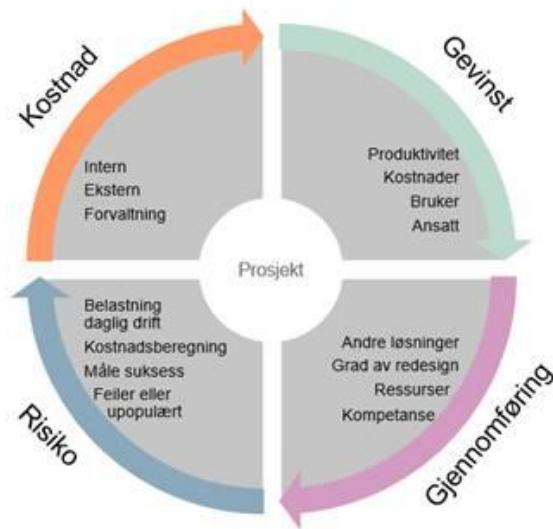 Kostnad
Intern
Ekstern
Forvaltning
Gevinst
Produktivitet
Kostnader
Bruker
Ansatt
Prosjekt
Risiko
Belastning
daglig drift
Kostnadsberegning
Måle suksess
Feiler eller
upopulært
Gjennomføring
Andre løsninger
Grad av redesign
Ressurser
Kompetanse